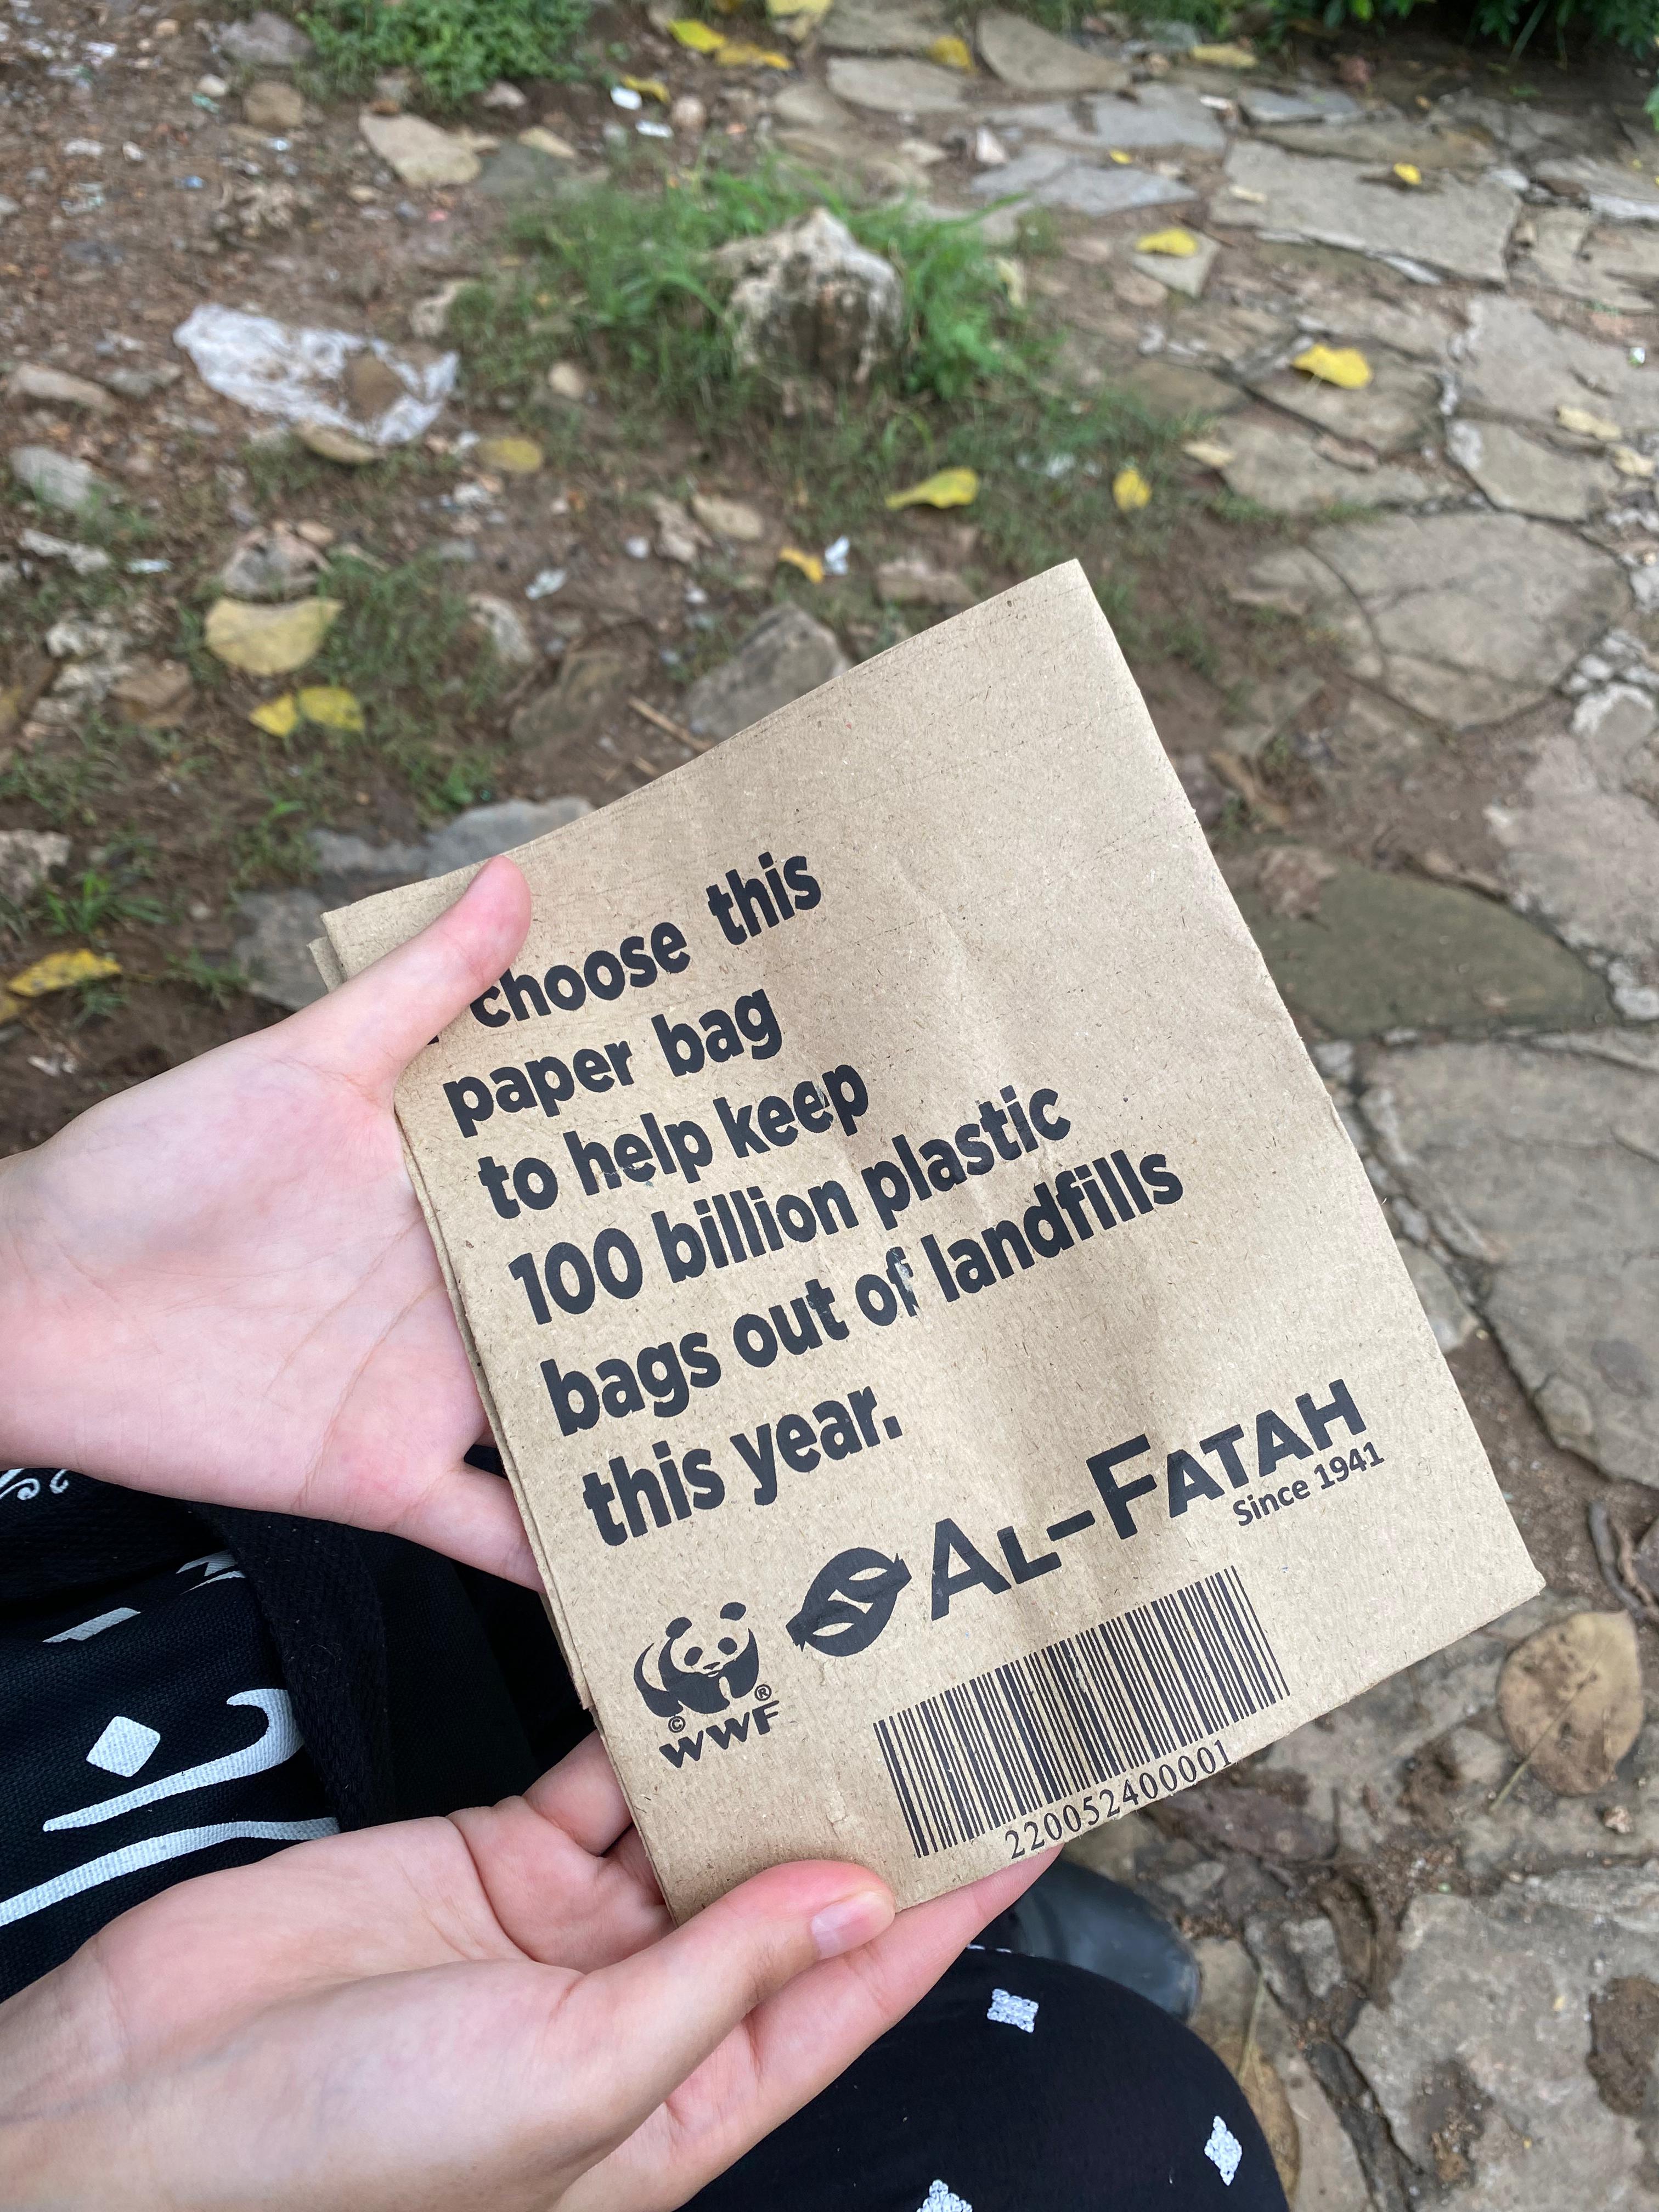 choose this
paper bag
to help keep
100 billion plastic
bags out of landfills
this year.
AL-FATAH
Since 1941
© ®
WWF
2200524000001